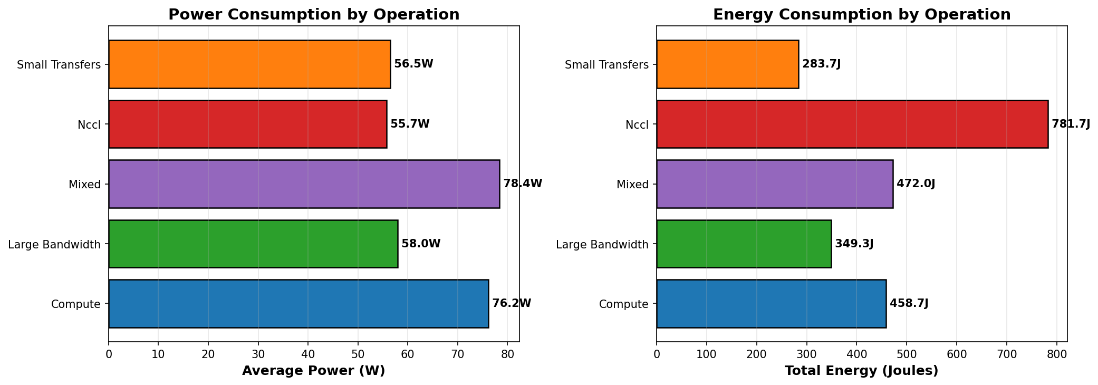 Power Consumption by Operation
Small Transfers
56.5W
Nccl
55.7W
Mixed
78.4W
Large Bandwidth
58.0W
Compute
76.2W
0 10 20 30 40 50 60 70 80
Average Power (W)
Energy Consumption by Operation
Small Transfers
283.7J
Nccl
781.7J
Mixed
472.0J
Large Bandwidth
349.3J
Compute
458.7J
0 100 200 300 400 500 600 700 800
Total Energy (Joules)